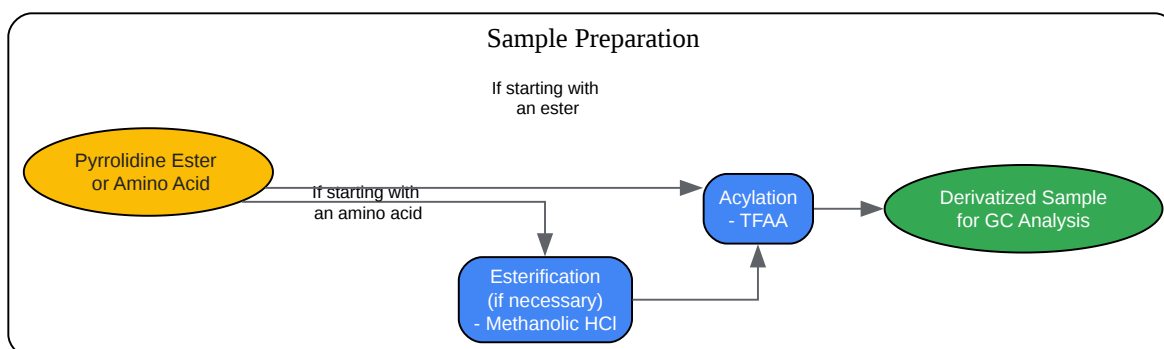 Sample Preparation
If starting with
an ester
Pyrrolidine Ester
or Amino Acid
If starting with
an amino acid
Acylation
- TFAA
Derivatized Sample
for GC Analysis
Esterification
(if necessary)
- Methanolic HCl